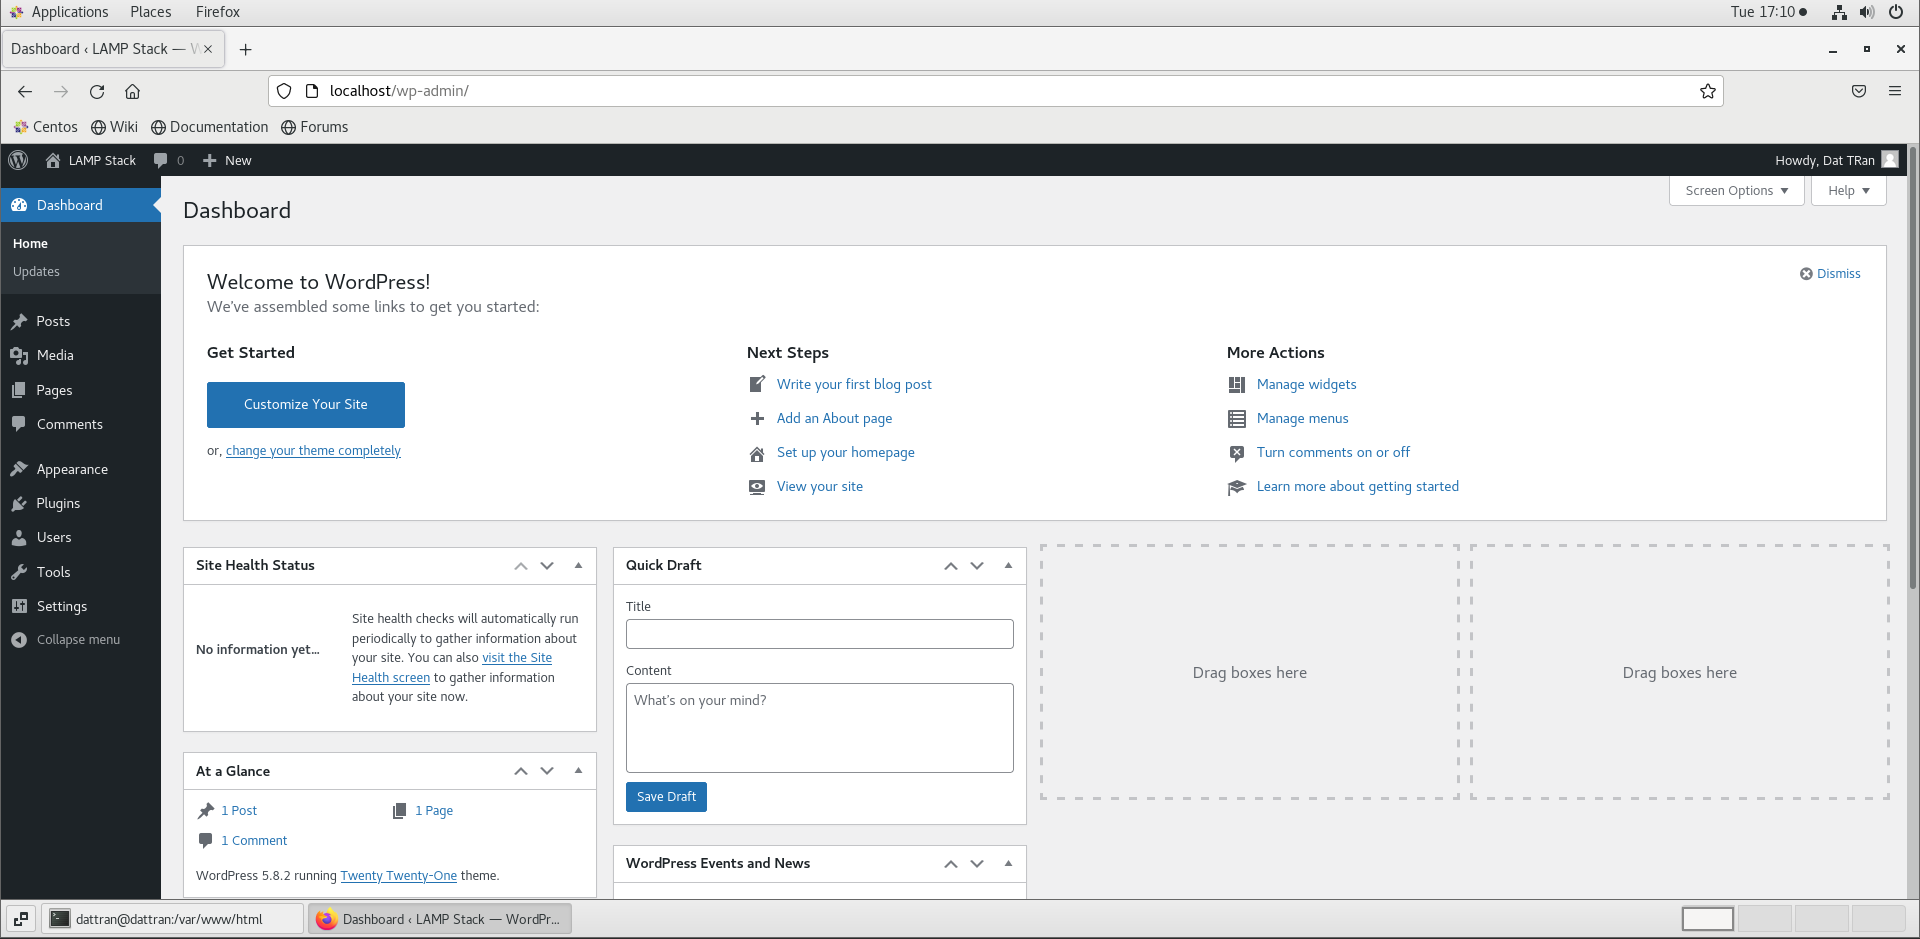 Applications Places Firefox Tue 17:10
Dashboard ‹ LAMP Stack —
localhost/wp-admin/
Centos Wiki Documentation Forums
LAMP Stack 0 New Howdy, Dat TRan
Screen Options Help
Dashboard
Home
Updates
Posts
Media
Pages
Comments
Appearance
Plugins
Users
Tools
Settings
Collapse menu
Dashboard
Welcome to WordPress!
Dismiss
We've assembled some links to get you started:
Get Started
Customize Your Site
or, change your theme completely
Next Steps
Write your first blog post
Add an About page
Set up your homepage
View your site
More Actions
Manage widgets
Manage menus
Turn comments on or off
Learn more about getting started
Site Health Status
No information yet...
Site health checks will automatically run
periodically to gather information about
your site. You can also visit the Site
Health screen to gather information
about your site now.
At a Glance
1 Post 1 Page
1 Comment
WordPress 5.8.2 running Twenty Twenty-One theme.
Quick Draft
Title
Content
What's on your mind?
Save Draft
WordPress Events and News
Drag boxes here
Drag boxes here
dattran@dattran:/var/www/html Dashboard ‹ LAMP Stack — WordPr...